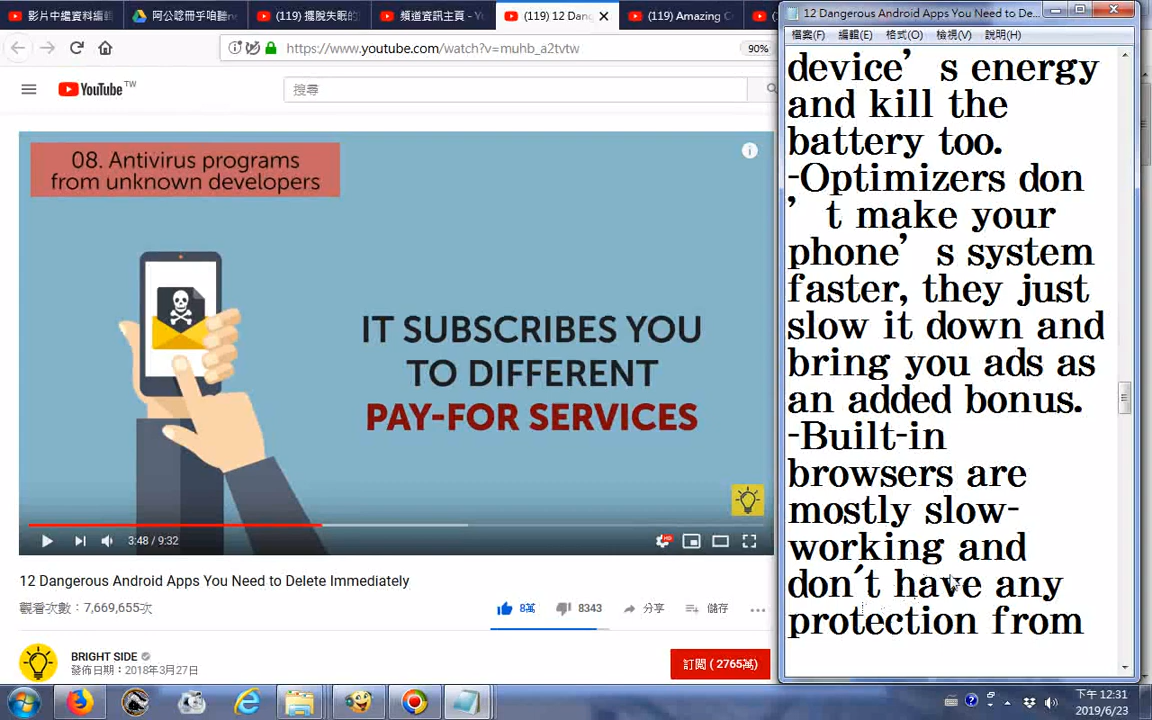 影片中編資料編輯
阿公唸冊乎咱聽
(119) 擺脫失眠的
頻道資訊主頁 - Yo
(119) 12 Dang
(119) Amazing C
https://www.youtube.com/watch?v=muhb_a2tvtw
90%
YouTube TW
搜尋
08. Antivirus programs
from unknown developers
IT SUBSCRIBES YOU
TO DIFFERENT
PAY-FOR SERVICES
3:48 / 9:32
HD
12 Dangerous Android Apps You Need to Delete Immediately
觀看次數：7,669,655次
8萬
8343
分享
儲存
BRIGHT SIDE
發佈日期：2018年3月27日
訂閱 (2765萬)
12 Dangerous Android Apps You Need to De...
檔案(F) 編輯(E) 格式(O) 檢視(V) 說明(H)
device’s energy
and kill the
battery too.
-Optimizers don
’t make your
phone’s system
faster, they just
slow it down and
bring you ads as
an added bonus.
-Built-in
browsers are
mostly slow-
working and
don't have any
protection from
下午 12:31
2019/6/23